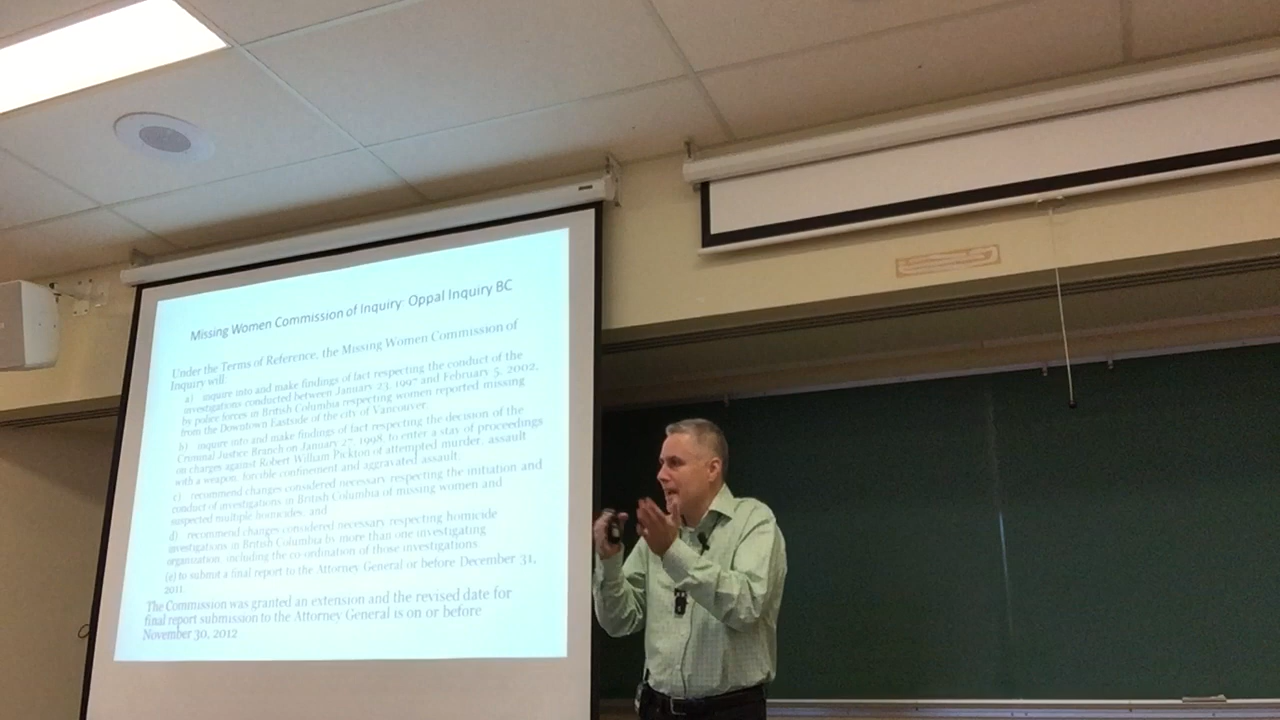 Missing Women Commission of Inquiry: Oppal Inquiry BC
Under the Terms of Reference, the Missing Women Commission of
Inquiry will:
a) inquire into and make findings of fact respecting the conduct of the
investigations conducted between January 23, 1997 and February 5, 2002,
by police forces in British Columbia respecting women reported missing
from the Downtown Eastside of the city of Vancouver;
b) inquire into and make findings of fact respecting the decision of the
Criminal Justice Branch on January 27, 1998, to enter a stay of proceedings
on charges against Robert William Pickton of attempted murder, assault
with a weapon, forcible confinement and aggravated assault;
c) recommend changes considered necessary respecting the initiation and
conduct of investigations in British Columbia of missing women and
suspected multiple homicides; and
d) recommend changes considered necessary respecting homicide
investigations in British Columbia by more than one investigating
organization, including the co-ordination of those investigations.
(e) to submit a final report to the Attorney General or before December 31,
2011
The Commission was granted an extension and the revised date for
final report submission to the Attorney General is on or before
November 30, 2012